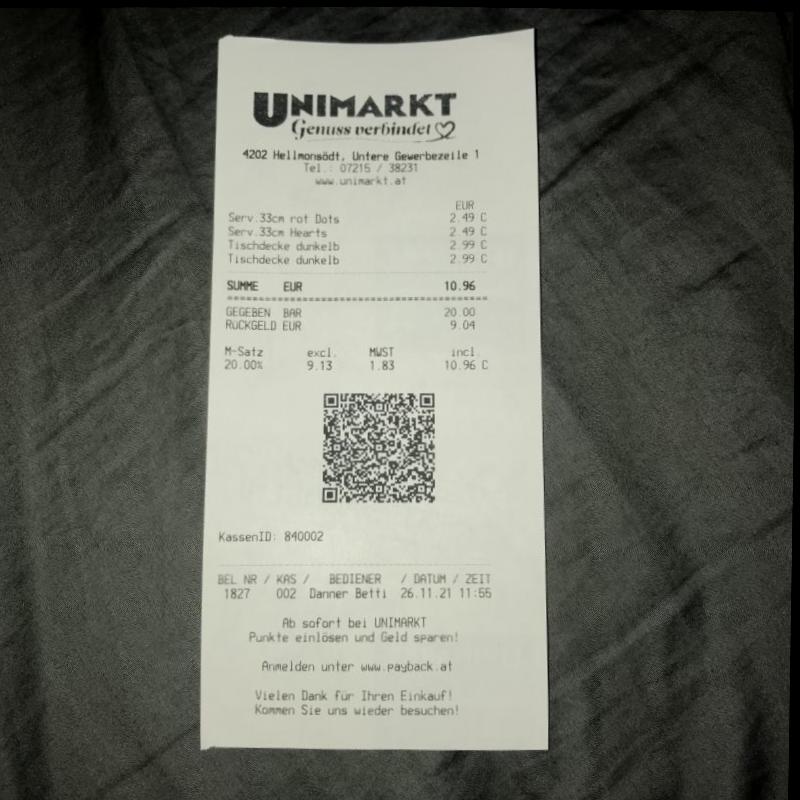 UNIMARKT
Genuss verbindet
4202 Hellmonsödt, Untere Gewerbezeile 1
Tel.: 07215 / 38231
www.unimarkt.at
EUR
Serv.33cm rot Dots 2.49 C
Serv.33cm Hearts 2.49 C
Tischdecke dunkelb 2.99 C
Tischdecke dunkelb 2.99 C
SUMME EUR 10.96
GEGEBEN BAR 20.00
RÜCKGELD EUR 9.04
M-Satz excl. MWST incl.
20.00% 9.13 1.83 10.96 C
KassenID: 840002
BEL NR / KAS / BEDIENER / DATUM / ZEIT
1827 002 Danner Betti 26.11.21 11:55
Ab sofort bei UNIMARKT
Punkte einlösen und Geld sparen!
Anmelden unter www.payback.at
Vielen Dank für Ihren Einkauf!
Kommen Sie uns wieder besuchen!